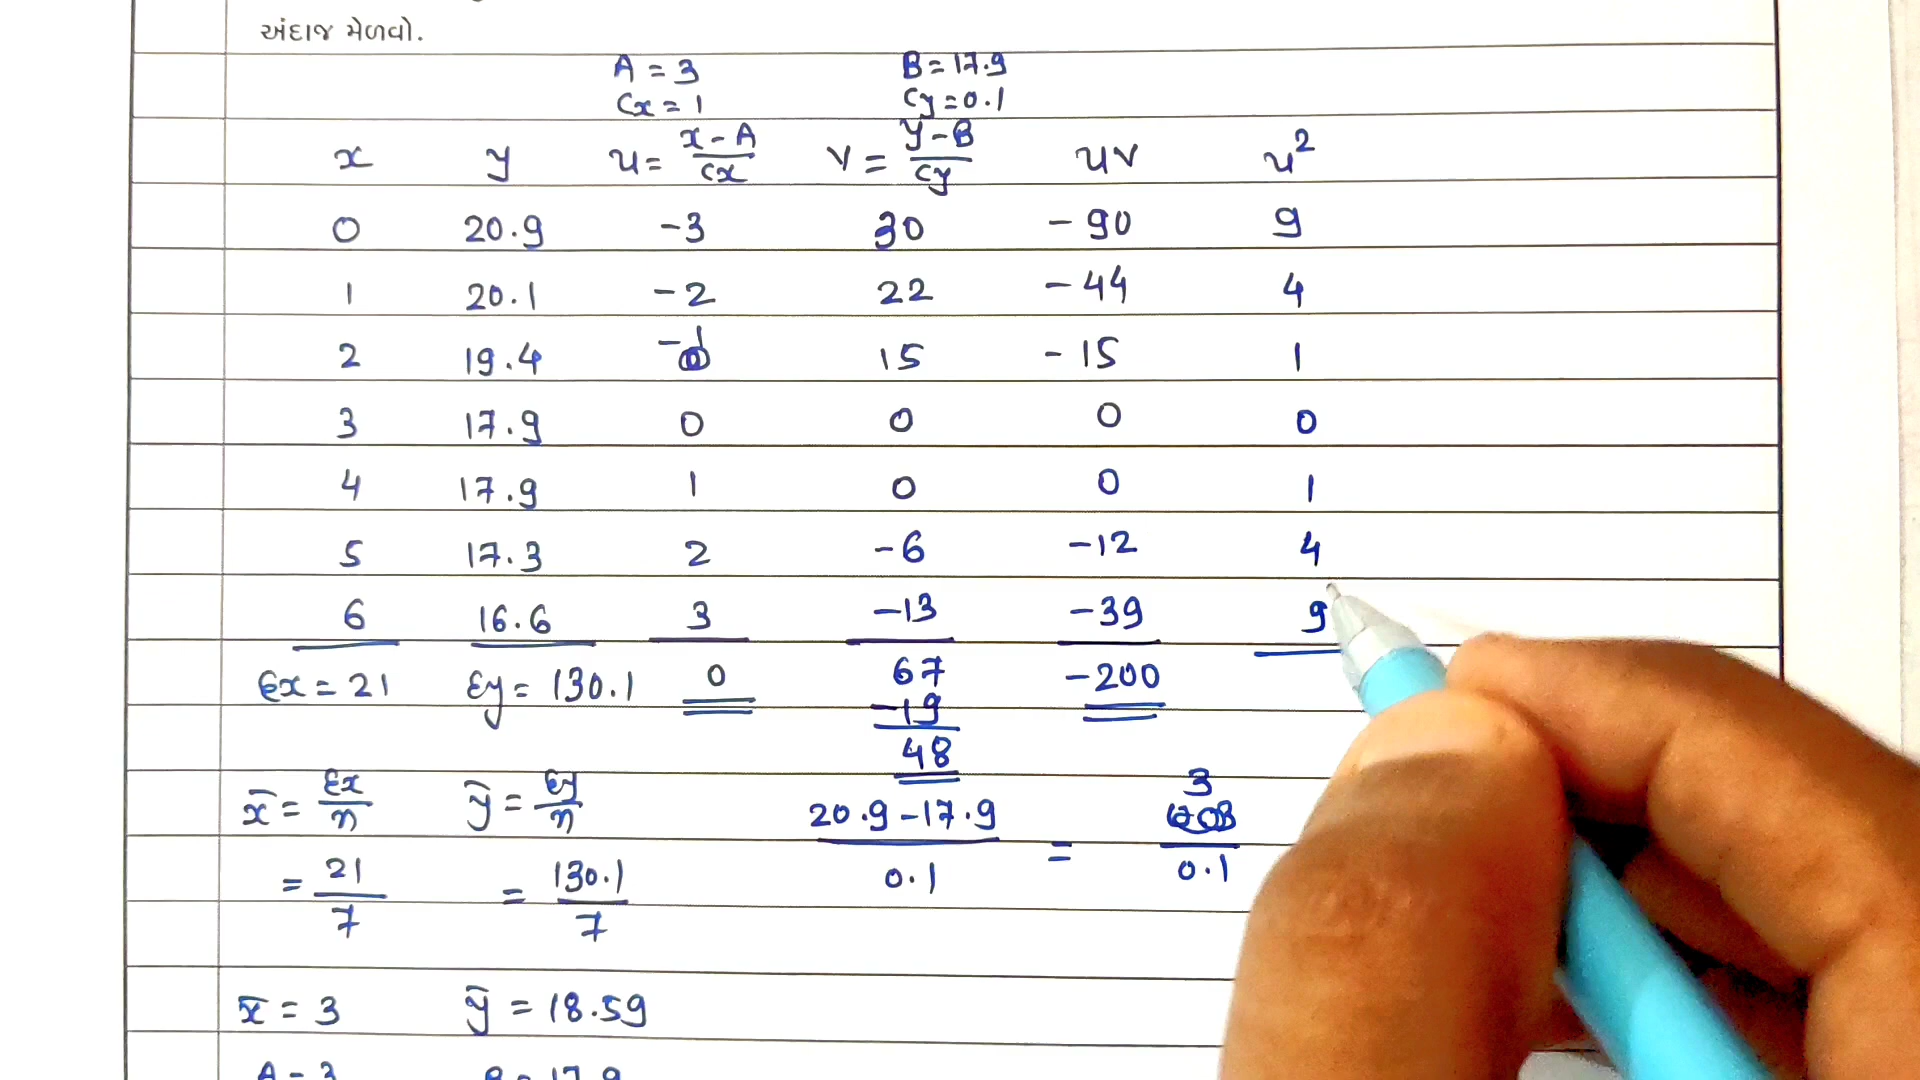 અંદાજ મેળવો.
A = 3 B = 17.9
Cx = 1 Cy = 0.1
x y u = x - A / Cx v = y - B / Cy uv u²
0 20.9 -3 30 - 90 9
1 20.1 - 2 22 - 44 4
2 19.4 -1 15 - 15 1
3 17.9 0 0 0 0
4 17.9 1 0 0 1
5 17.3 2 - 6 - 12 4
6 16.6 3 - 13 - 39 9
Σx = 21 Σy = 130.1 0 67 - 200
- 19
48
x̄ = Σx / n ȳ = Σy / n 20.9 - 17.9 / 0.1 = 3 / 0.1
= 21 / 7 = 130.1 / 7
x̄ = 3 ȳ = 18.59
A = 3 B = 17.9